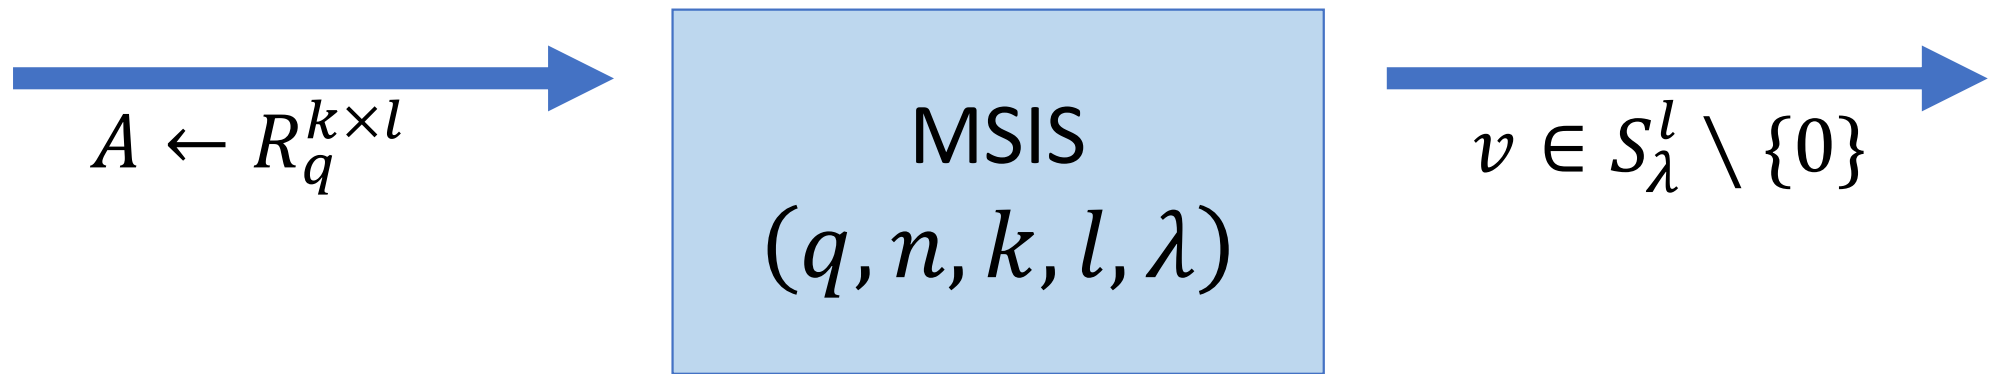 A ← R_q^{k×l}
MSIS
(q, n, k, l, λ)
v ∈ S_λ^l \ {0}